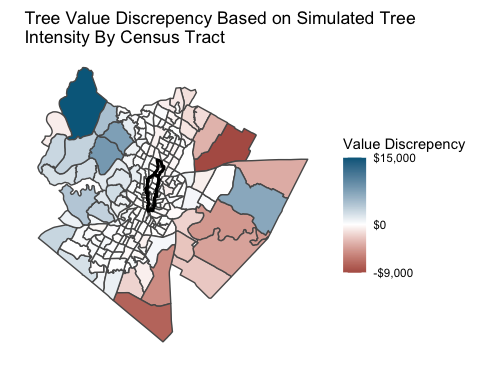 Tree Value Discrepency Based on Simulated Tree
Intensity By Census Tract
Value Discrepency
$15,000
$0
-$9,000